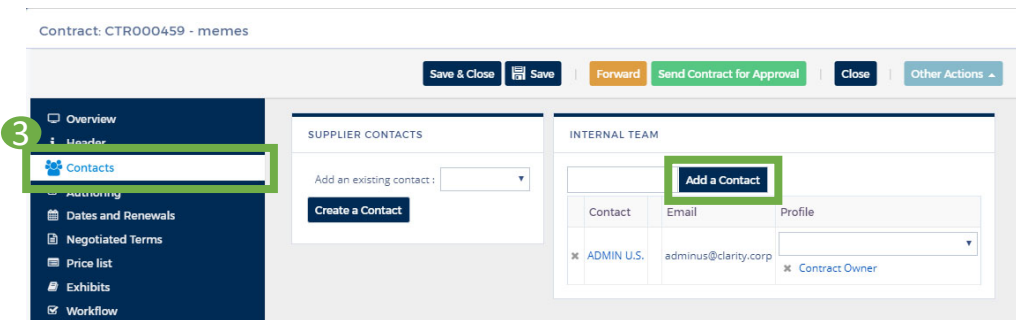 Contract: CTR000459 - memes
Save & Close Save Forward Send Contract for Approval Close Other Actions
3
Overview
Header
Contacts
Authoring
Dates and Renewals
Negotiated Terms
Price list
Exhibits
Workflow
SUPPLIER CONTACTS
Add an existing contact :
Create a Contact
INTERNAL TEAM
Add a Contact
Contact Email Profile
ADMIN U.S. adminus@clarity.corp
Contract Owner